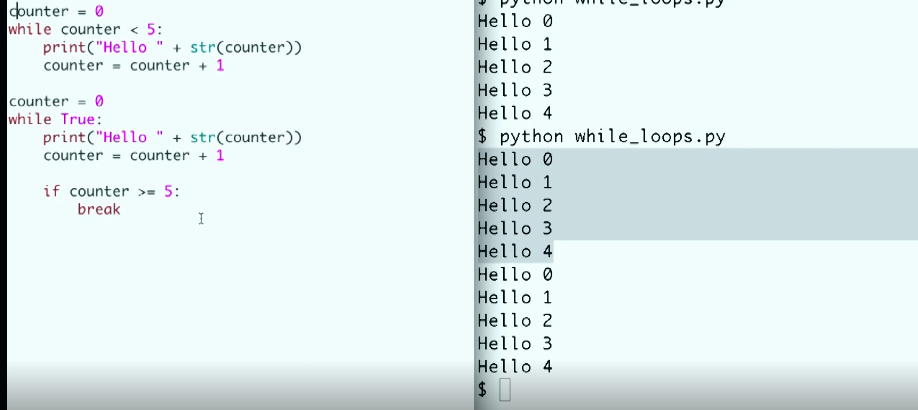 counter = 0
while counter < 5:
    print("Hello " + str(counter))
    counter = counter + 1

counter = 0
while True:
    print("Hello " + str(counter))
    counter = counter + 1

    if counter >= 5:
        break

$ python while_loops.py
Hello 0
Hello 1
Hello 2
Hello 3
Hello 4
$ python while_loops.py
Hello 0
Hello 1
Hello 2
Hello 3
Hello 4
Hello 0
Hello 1
Hello 2
Hello 3
Hello 4
$